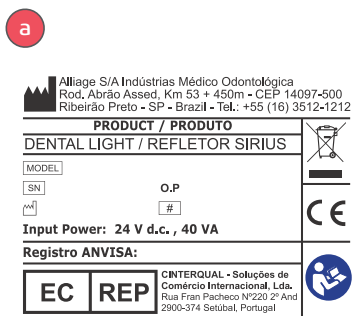 a
Alliage S/A Indústrias Médico Odontológica
Rod. Abrão Assed, Km 53 + 450m - CEP 14097-500
Ribeirão Preto - SP - Brazil - Tel.: +55 (16) 3512-1212
PRODUCT / PRODUTO
DENTAL LIGHT / REFLETOR SIRIUS
MODEL
SN O.P
#
Input Power: 24 V d.c. , 40 VA
Registro ANVISA:
CE
EC REP
CINTERQUAL - Soluções de
Comércio Internacional, Lda.
Rua Fran Pacheco Nº220 2º And
2900-374 Setúbal, Portugal